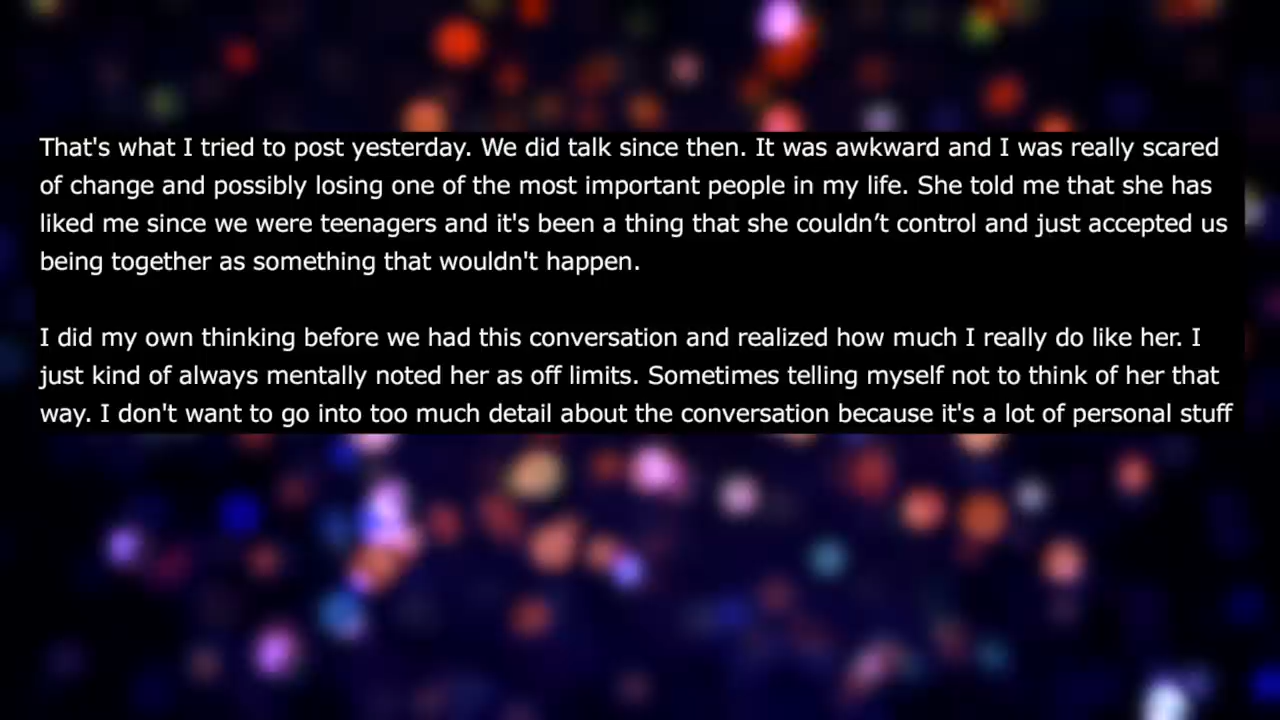 That's what I tried to post yesterday. We did talk since then. It was awkward and I was really scared
of change and possibly losing one of the most important people in my life. She told me that she has
liked me since we were teenagers and it's been a thing that she couldn’t control and just accepted us
being together as something that wouldn't happen.
I did my own thinking before we had this conversation and realized how much I really do like her. I
just kind of always mentally noted her as off limits. Sometimes telling myself not to think of her that
way. I don't want to go into too much detail about the conversation because it's a lot of personal stuff